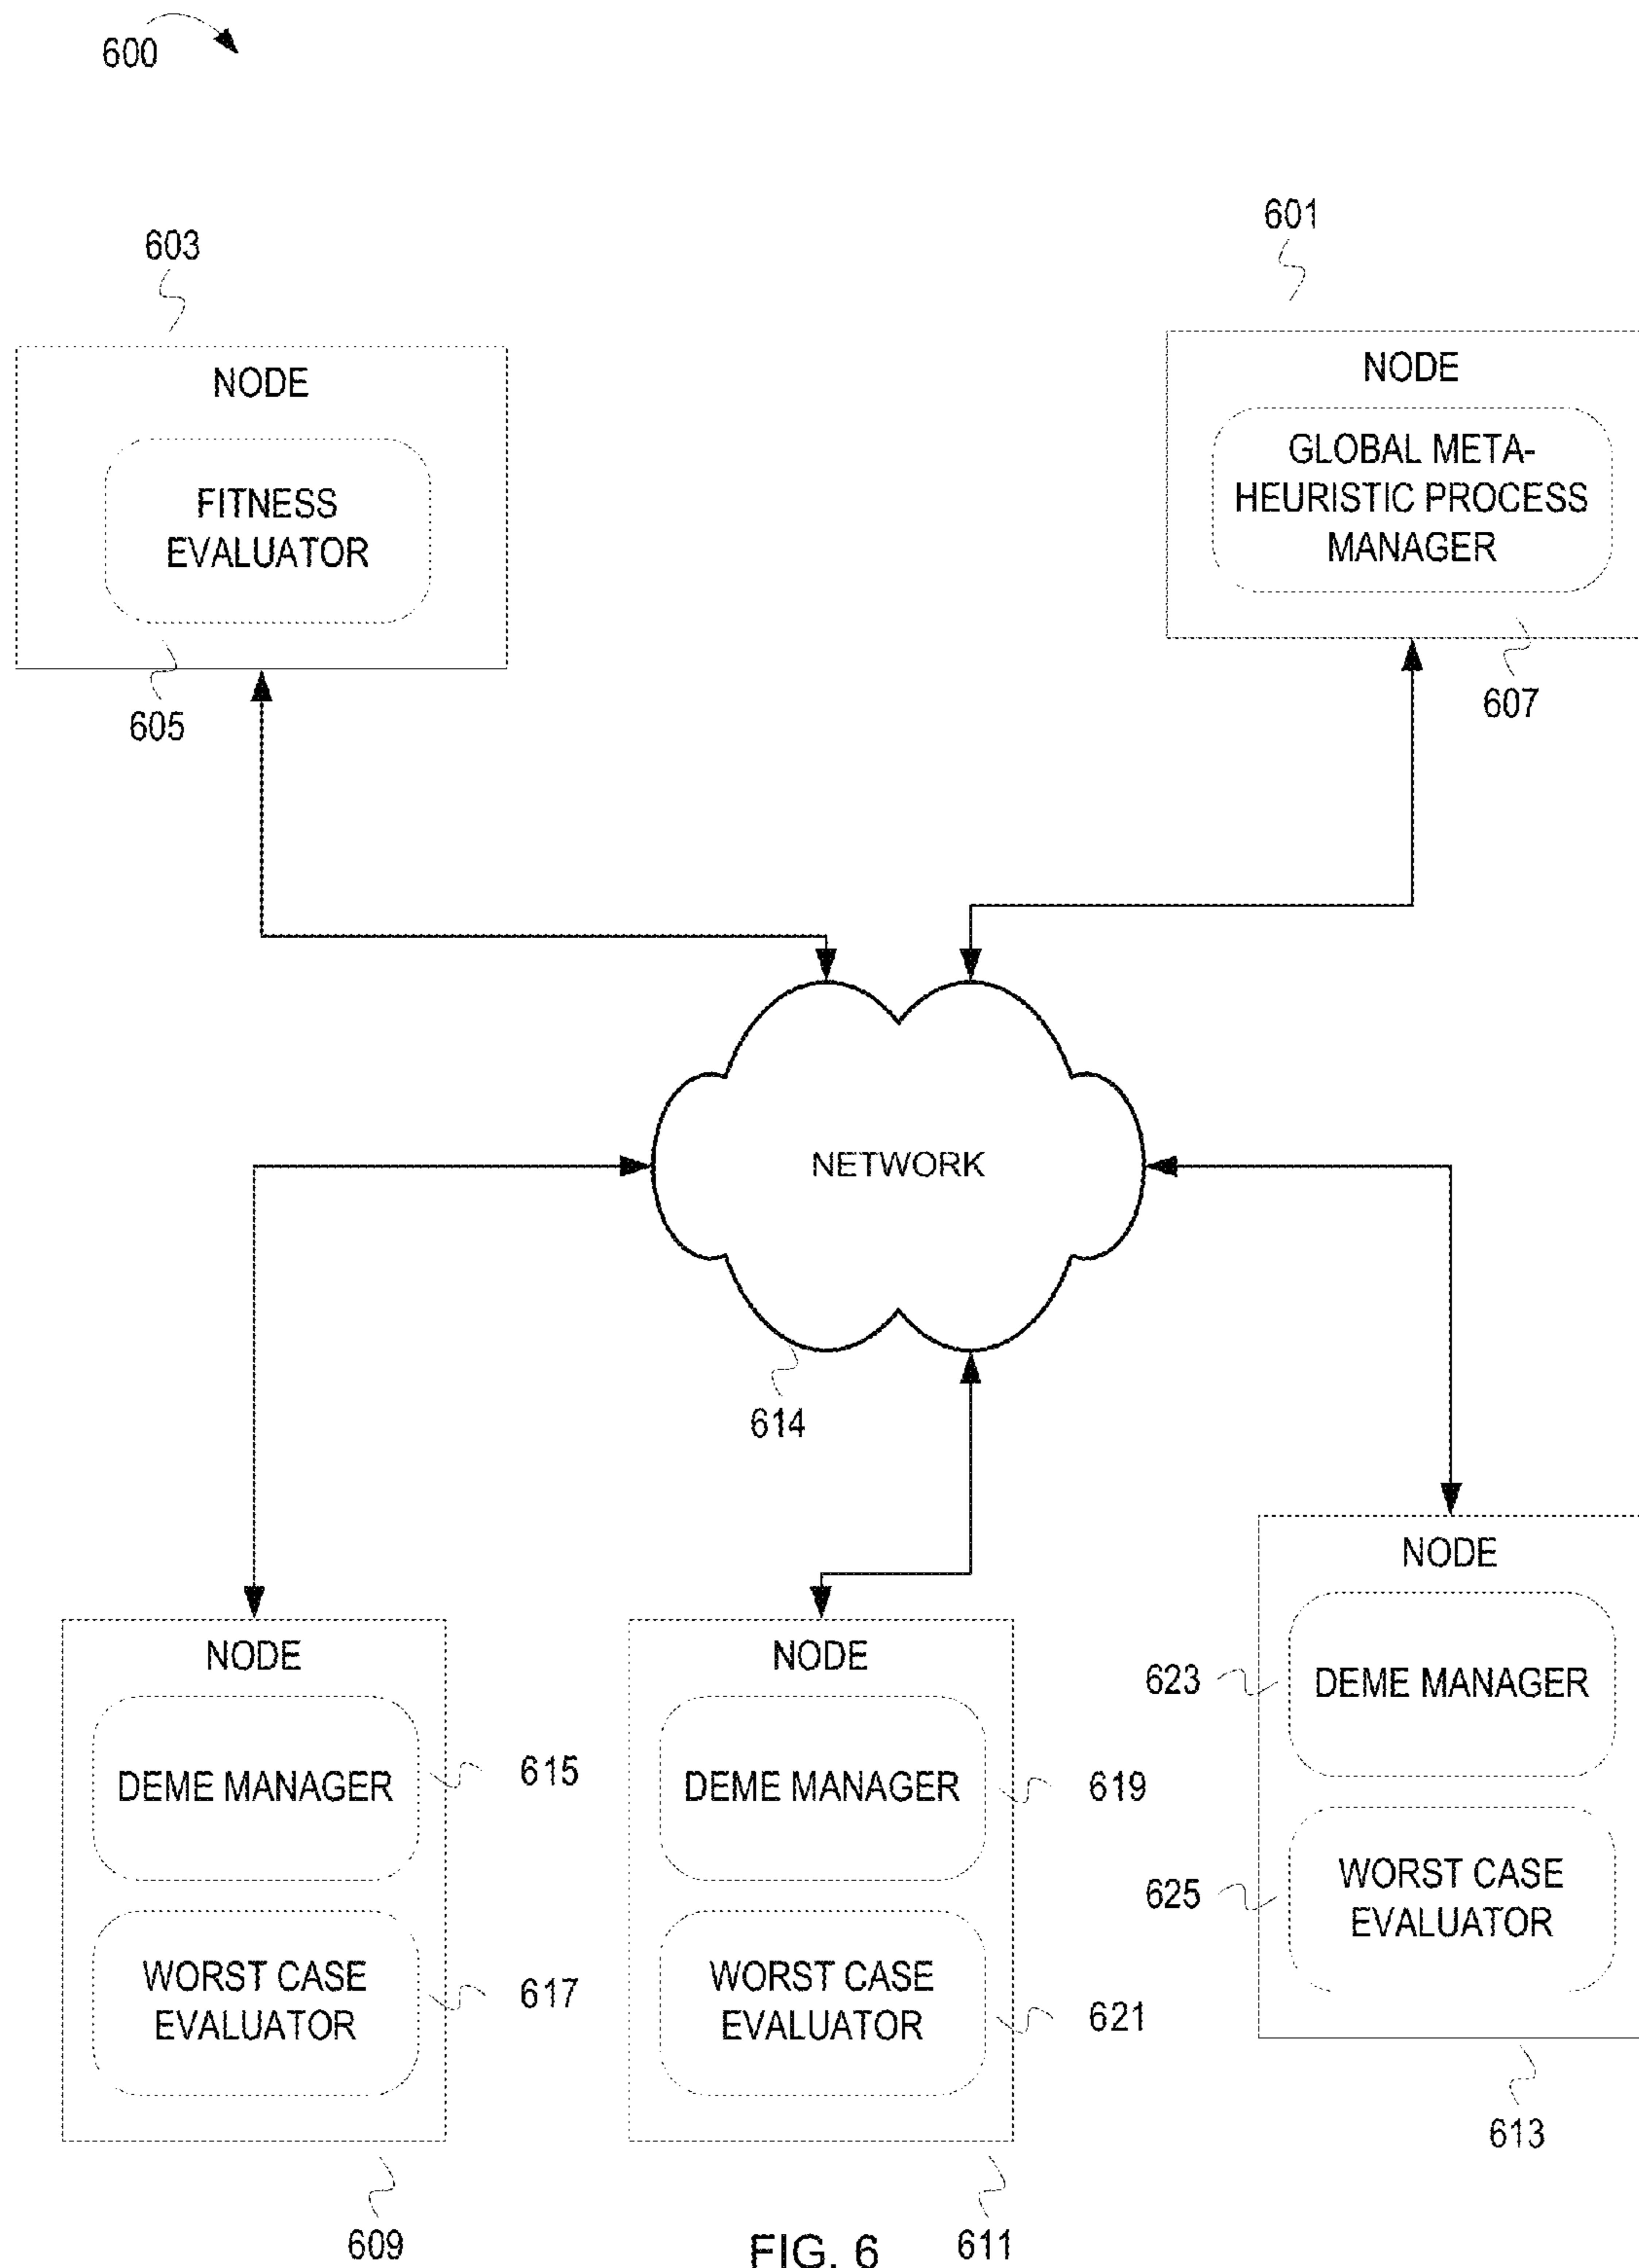 600
601
603
NODE
GLOBAL META-
HEURISTIC PROCESS
MANAGER
607
NODE
FITNESS
EVALUATOR
605
NETWORK
614
NODE
DEME MANAGER
615
WORST CASE
EVALUATOR
617
609
NODE
DEME MANAGER
619
WORST CASE
EVALUATOR
621
611
NODE
623
DEME MANAGER
625
WORST CASE
EVALUATOR
613
FIG. 6